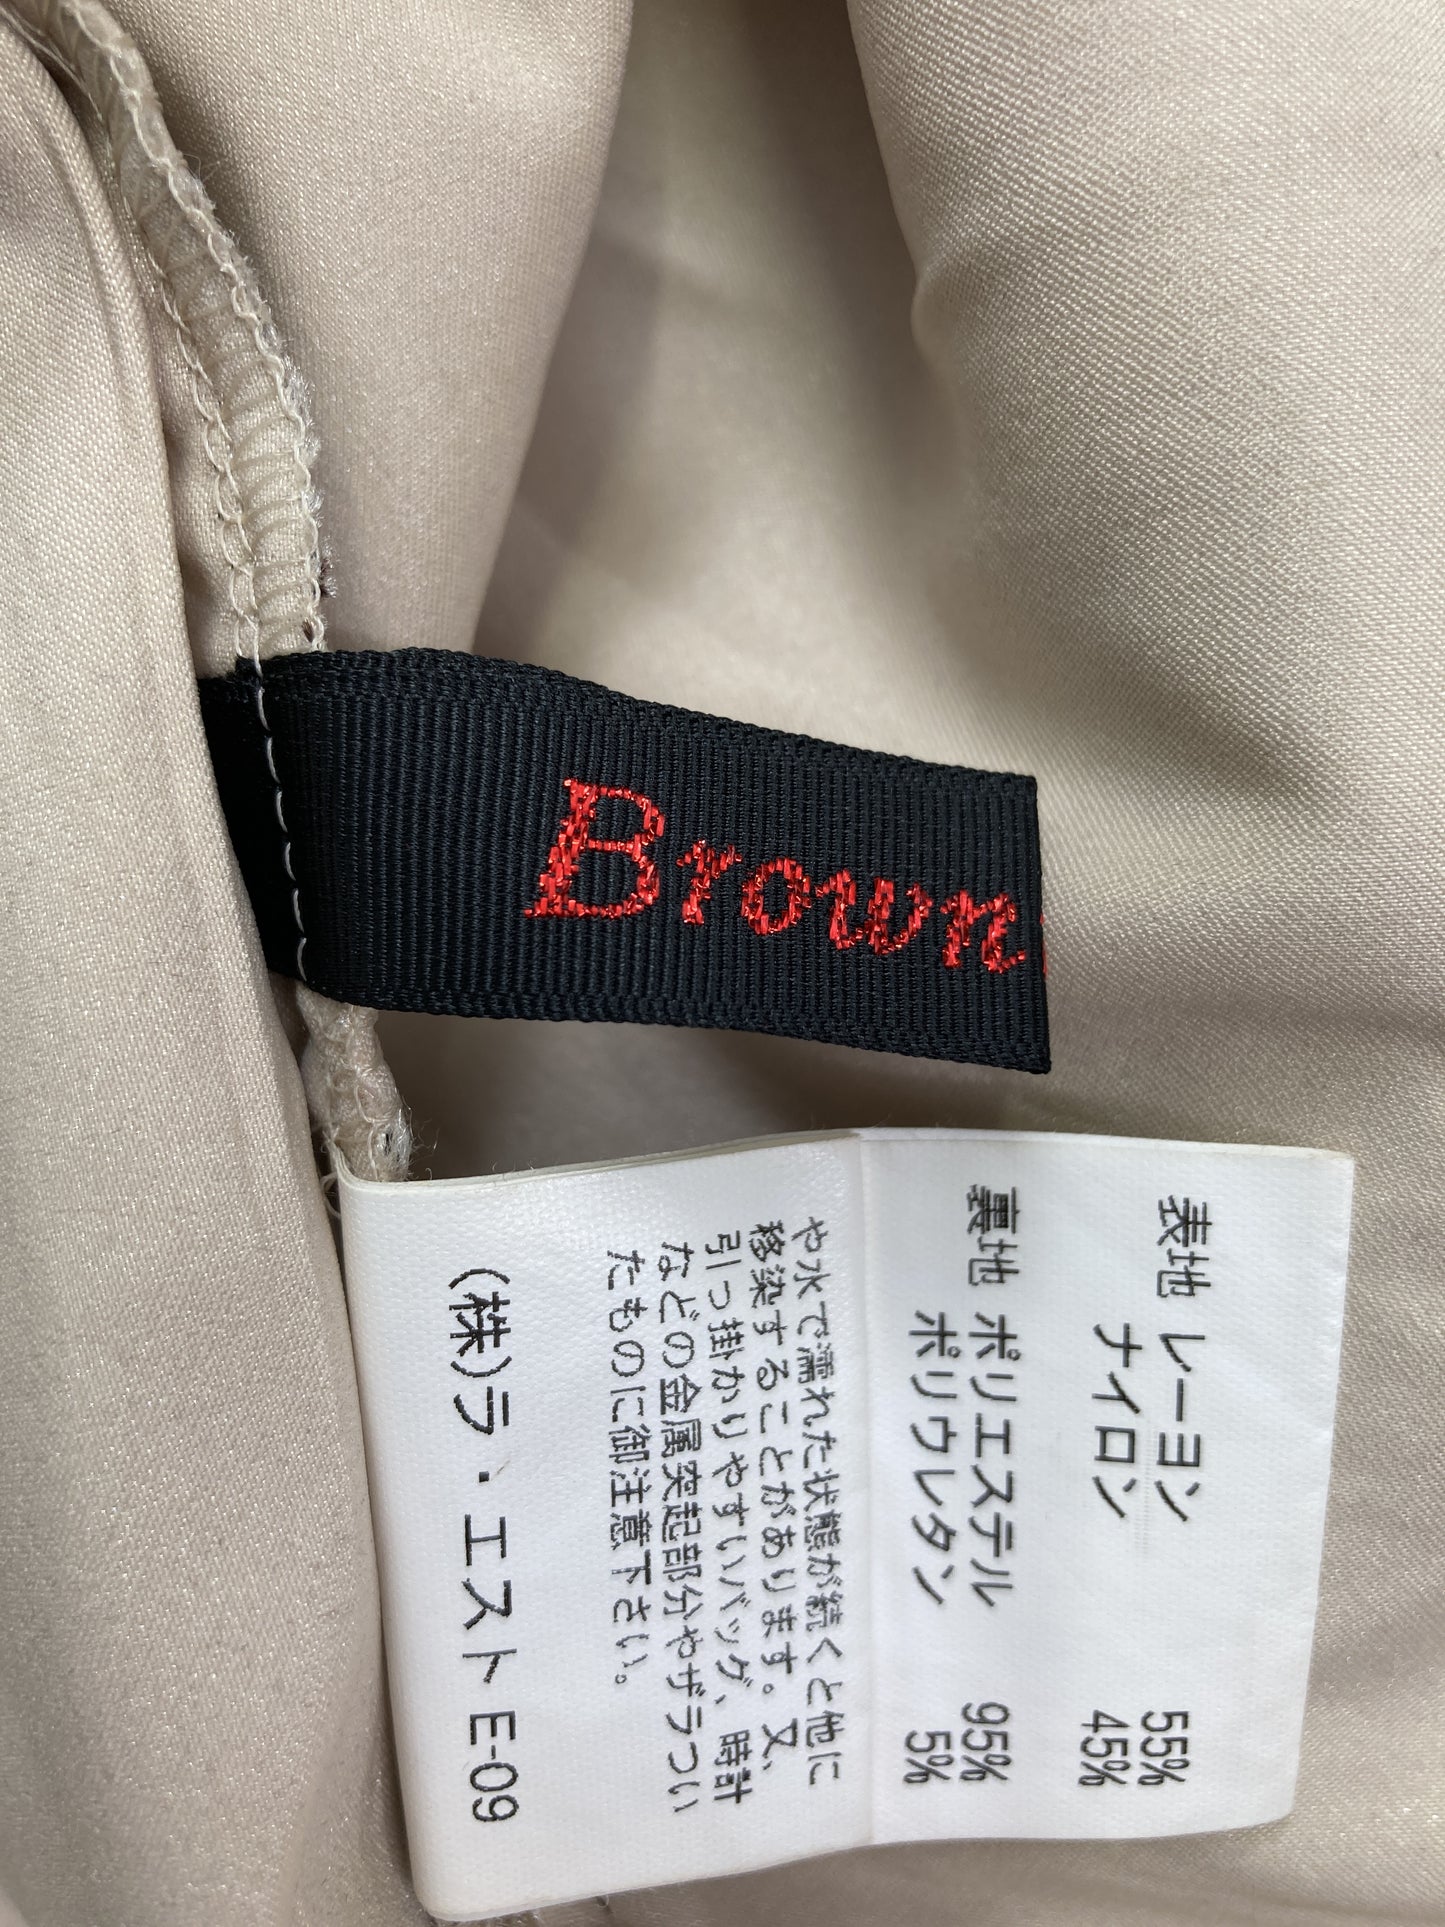 Brown
表地 レーヨン 55%
ナイロン 45%
裏地 ポリエステル 95%
ポリウレタン 5%
や水で濡れた状態が続くと他に
移染することがあります。又、
引っ掛かりやすいバッグ、時計
などの金属突起部分やザラつい
たものに御注意下さい。
(株)ラ・エスト E-09